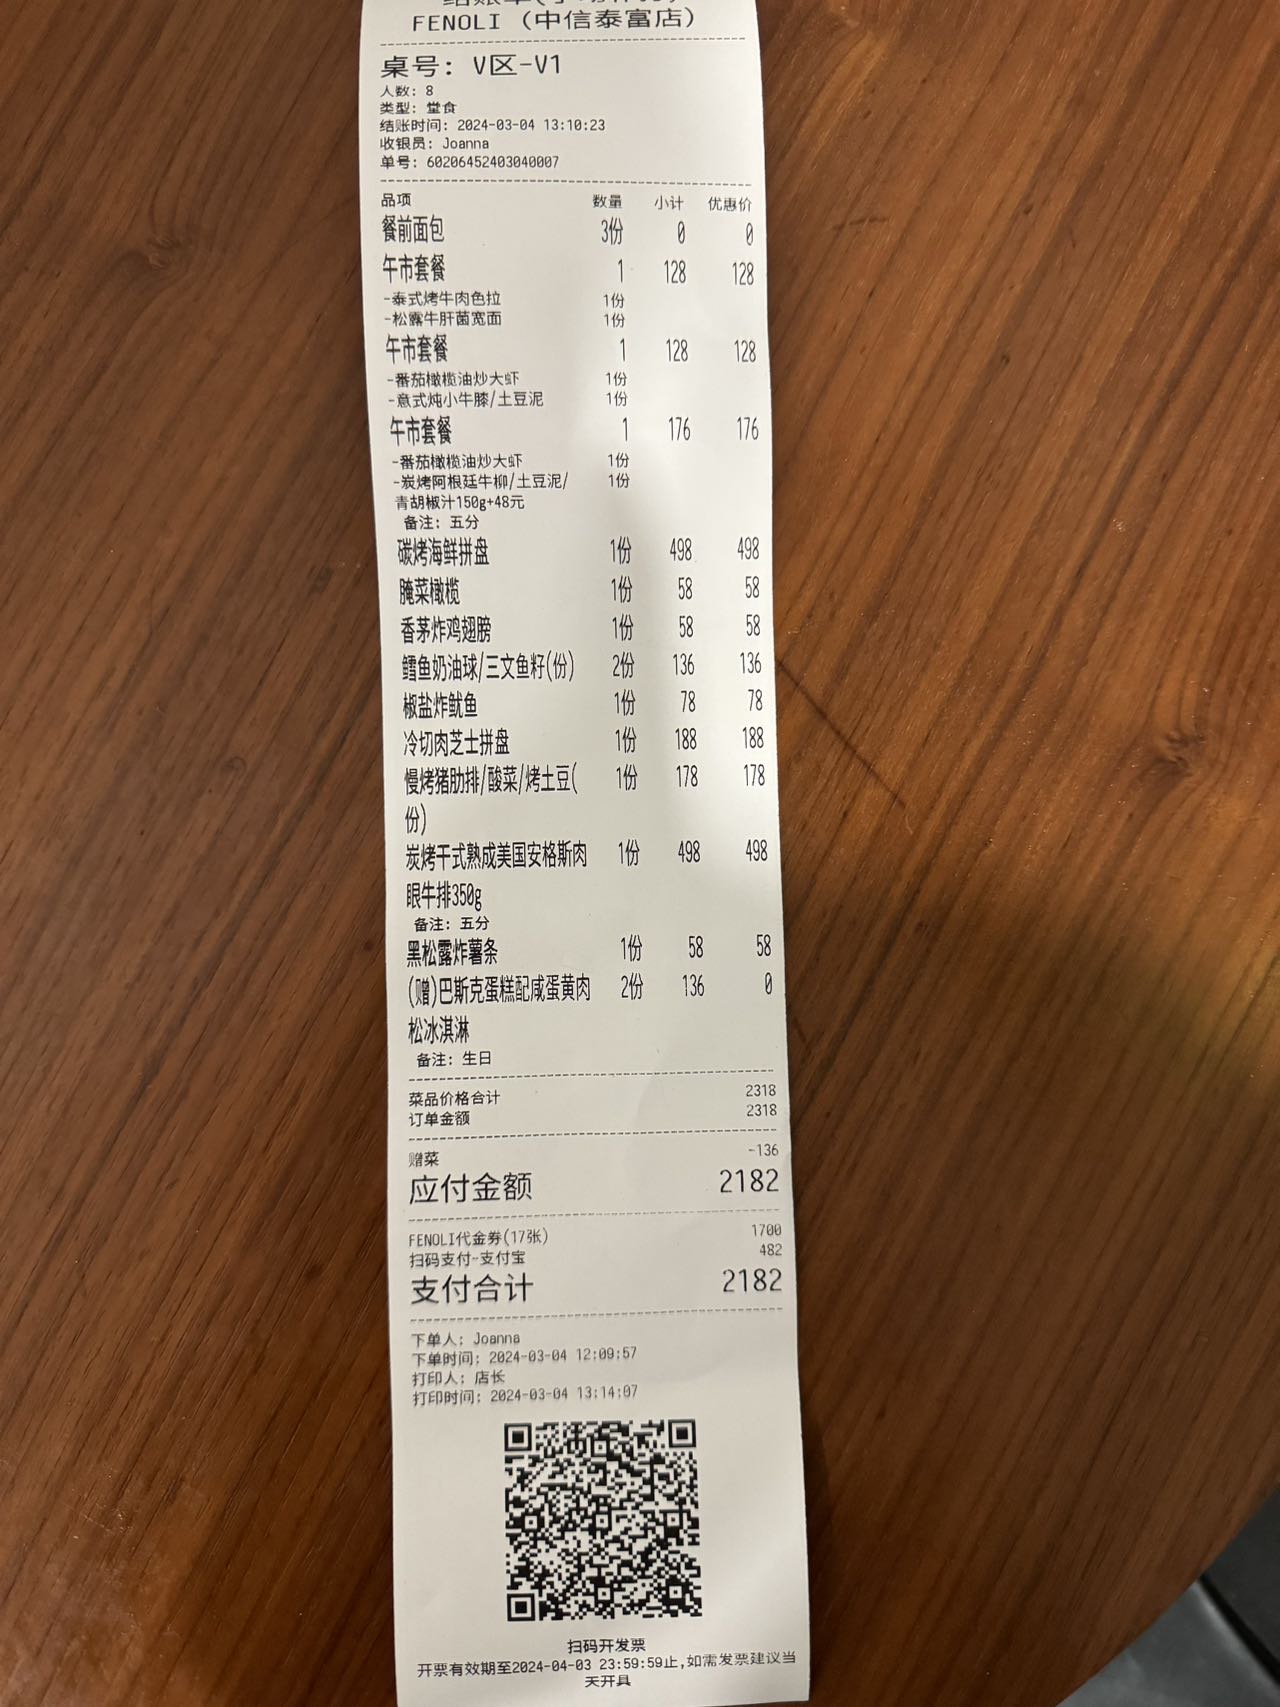 FENOLI (中信泰富店)
桌号: V区-V1
人数: 8
类型: 堂食
结账时间: 2024-03-04 13:10:23
收银员: Joanna
单号: 60206452403040007
品项 数量 小计 优惠价
餐前面包 3份 0 0
午市套餐 1 128 128
-泰式烤牛肉色拉 1份
-松露牛肝菌宽面 1份
午市套餐 1 128 128
-番茄橄榄油炒大虾 1份
-意式炖小牛膝/土豆泥 1份
午市套餐 1 176 176
-番茄橄榄油炒大虾 1份
-炭烤阿根廷牛柳/土豆泥/ 1份
青胡椒汁150g+48元
备注: 五分
碳烤海鲜拼盘 1份 498 498
腌菜橄榄 1份 58 58
香茅炸鸡翅膀 1份 58 58
鳕鱼奶油球/三文鱼籽(份) 2份 136 136
椒盐炸鱿鱼 1份 78 78
冷切肉芝士拼盘 1份 188 188
慢烤猪肋排/酸菜/烤土豆( 1份 178 178
份)
炭烤干式熟成美国安格斯肉 1份 498 498
眼牛排350g
备注: 五分
黑松露炸薯条 1份 58 58
(赠)巴斯克蛋糕配咸蛋黄肉 2份 136 0
松冰淇淋
备注: 生日
菜品价格合计 2318
订单金额 2318
赠菜 -136
应付金额 2182
FENOLI代金券(17张) 1700
扫码支付-支付宝 482
支付合计 2182
下单人: Joanna
下单时间: 2024-03-04 12:09:57
打印人: 店长
打印时间: 2024-03-04 13:14:07
扫码开发票
开票有效期至2024-04-03 23:59:59止,如需发票建议当
天开具